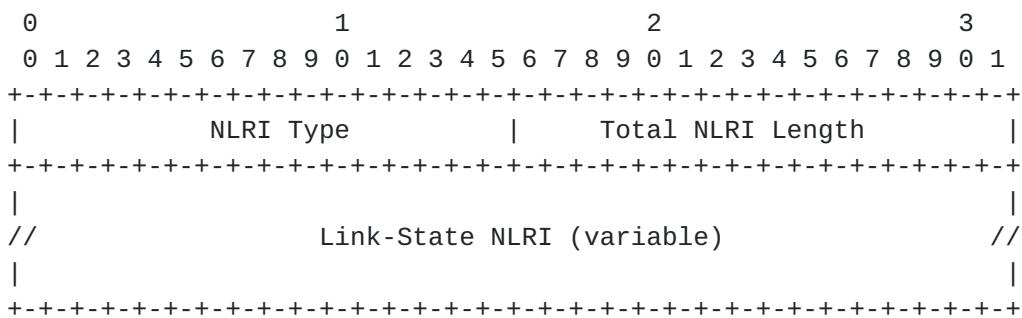 0                   1                   2                   3
 0 1 2 3 4 5 6 7 8 9 0 1 2 3 4 5 6 7 8 9 0 1 2 3 4 5 6 7 8 9 0 1
+-+-+-+-+-+-+-+-+-+-+-+-+-+-+-+-+-+-+-+-+-+-+-+-+-+-+-+-+-+-+-+-+
|            NLRI Type          |     Total NLRI Length         |
+-+-+-+-+-+-+-+-+-+-+-+-+-+-+-+-+-+-+-+-+-+-+-+-+-+-+-+-+-+-+-+-+
|                                                               |
//                  Link-State NLRI (variable)                 //
|                                                               |
+-+-+-+-+-+-+-+-+-+-+-+-+-+-+-+-+-+-+-+-+-+-+-+-+-+-+-+-+-+-+-+-+